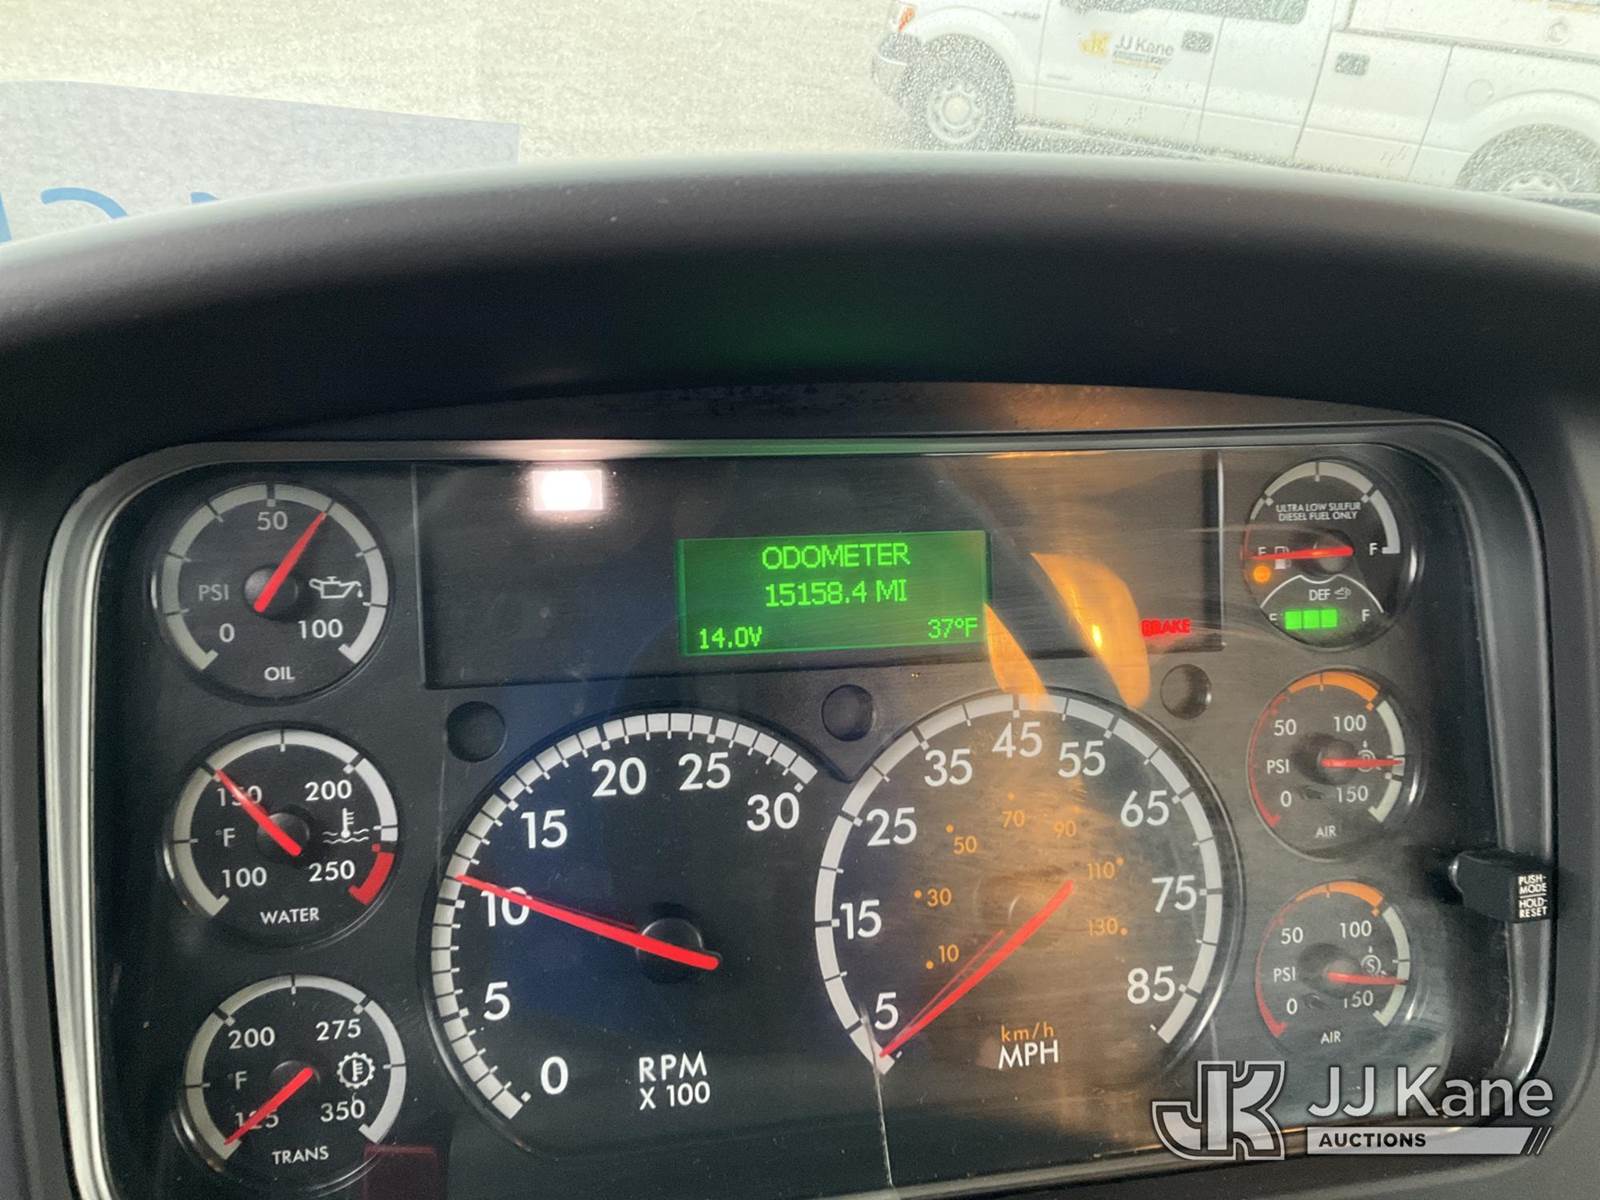 JJ Kane
50
PSI
0
100
OIL
ODOMETER
15158.4 MI
14.0V
37°F
BRAKE
ULTRA LOW SULFUR
DIESEL FUEL ONLY
E
F
DEF
E
F
150
200
°F
100
250
WATER
200
275
°F
125
350
TRANS
0
5
10
15
20
25
30
RPM
X 100
5
15
25
35
45
55
65
75
85
10
30
50
70
90
110
130
km/h
MPH
50
100
PSI
0
150
AIR
50
100
PSI
S
0
150
AIR
PUSH-
MODE
HOLD-
RESET
JK JJ Kane
AUCTIONS